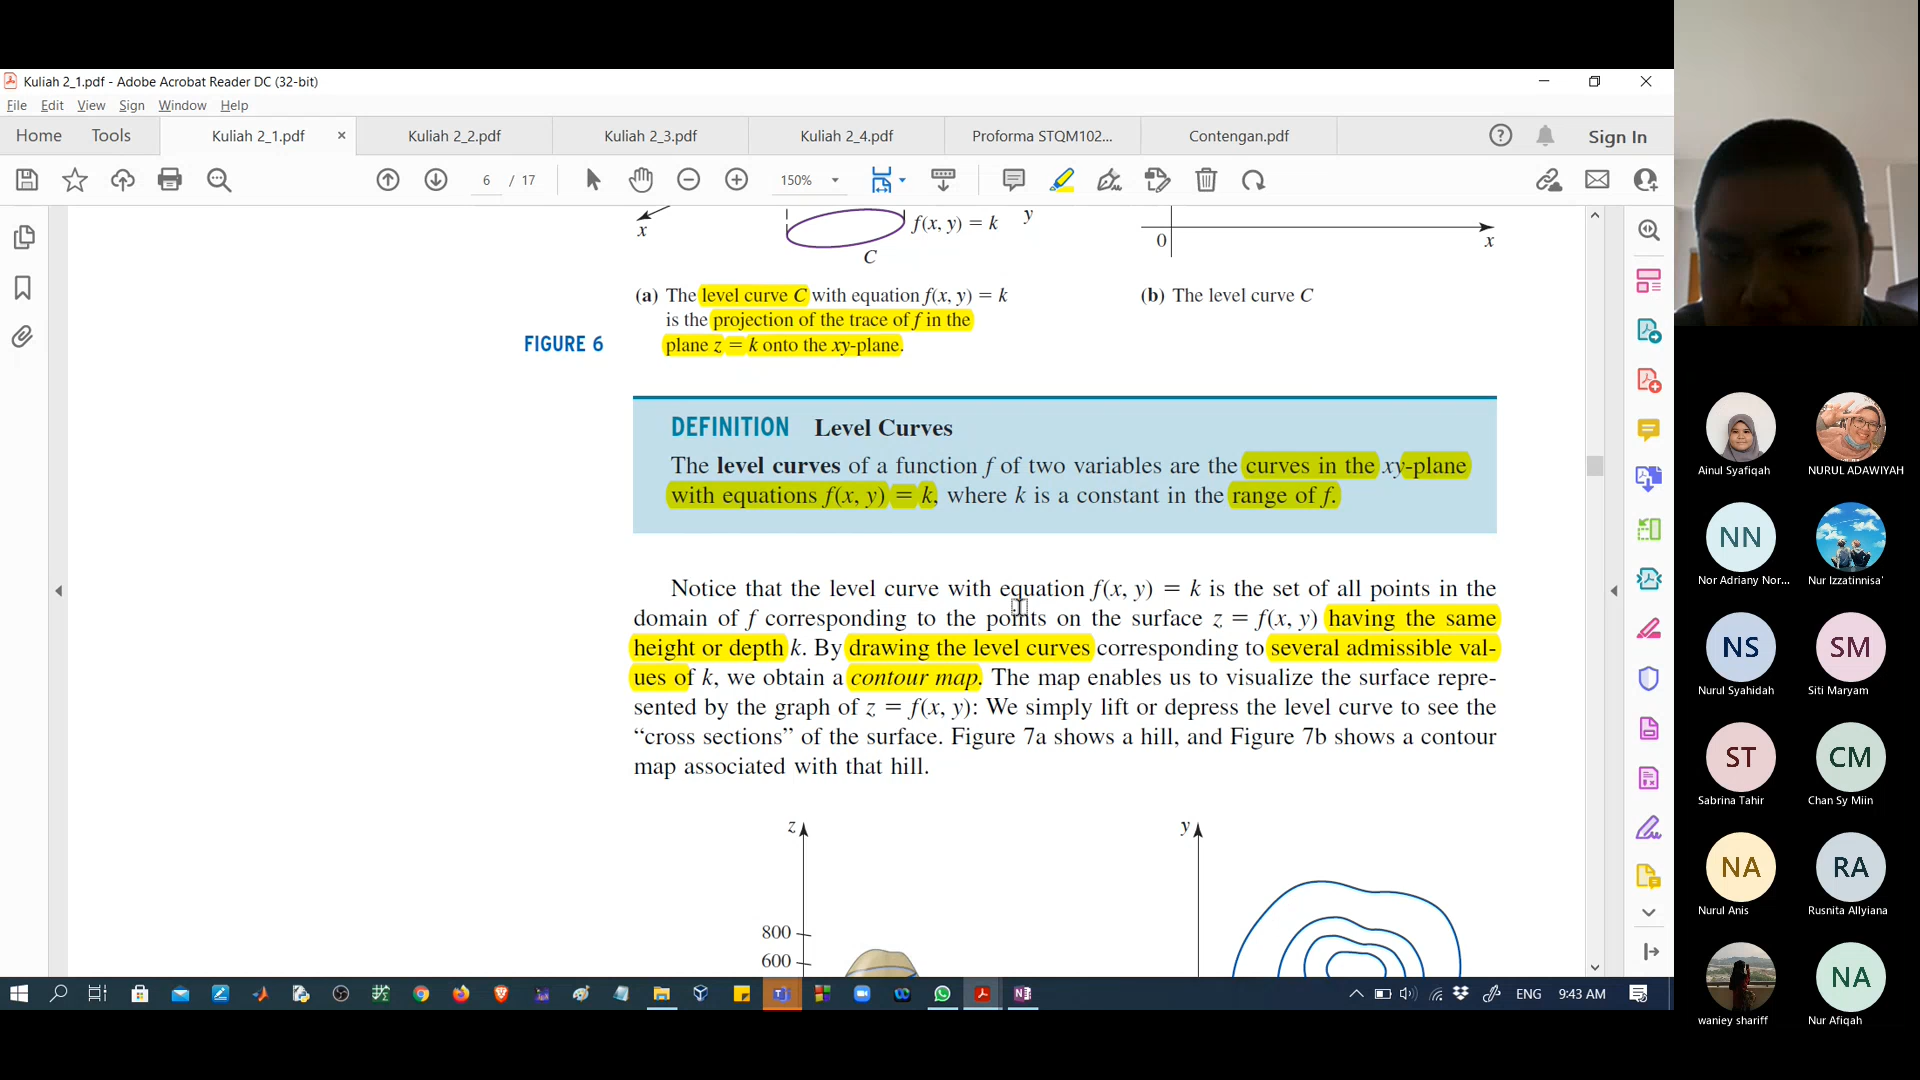 Kuliah 2_1.pdf - Adobe Acrobat Reader DC (32-bit)
File Edit View Sign Window Help
Home Tools Kuliah 2_1.pdf × Kuliah 2_2.pdf Kuliah 2_3.pdf Kuliah 2_4.pdf Proforma STQM102... Contengan.pdf Sign In
6 / 17 150%
x f(x, y) = k y
C
0 x
(a) The level curve C with equation f(x, y) = k
is the projection of the trace of f in the
plane z = k onto the xy-plane.
(b) The level curve C
FIGURE 6
DEFINITION Level Curves
The level curves of a function f of two variables are the curves in the xy-plane
with equations f(x, y) = k, where k is a constant in the range of f.
Notice that the level curve with equation f(x, y) = k is the set of all points in the
domain of f corresponding to the points on the surface z = f(x, y) having the same
height or depth k. By drawing the level curves corresponding to several admissible val-
ues of k, we obtain a contour map. The map enables us to visualize the surface repre-
sented by the graph of z = f(x, y): We simply lift or depress the level curve to see the
“cross sections” of the surface. Figure 7a shows a hill, and Figure 7b shows a contour
map associated with that hill.
z
800
600
y
ENG 9:43 AM
Ainul Syafiqah NURUL ADAWIYAH
NN
Nor Adriany Nor... Nur Izzatinnisa'
NS SM
Nurul Syahidah Siti Maryam
ST CM
Sabrina Tahir Chan Sy Miin
NA RA
Nurul Anis Rusnita Allyiana
NA
waniey shariff Nur Afiqah